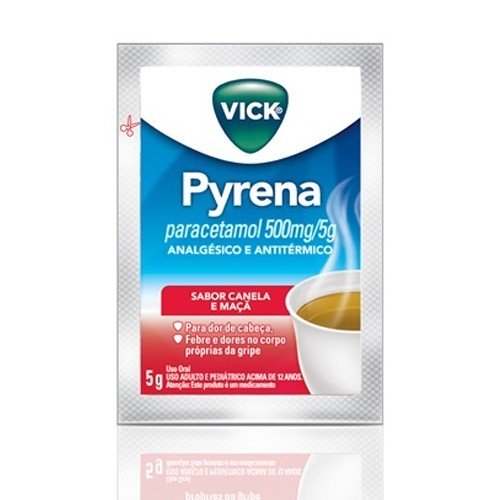 VICK®
Pyrena
paracetamol 500mg/5g
ANALGÉSICO E ANTITÉRMICO
SABOR CANELA
E MAÇÃ
Para dor de cabeça,
Febre e dores no corpo
próprias da gripe
Uso Oral
5g USO ADULTO E PEDIÁTRICO ACIMA DE 12 ANOS.
Atenção: Este produto é um medicamento